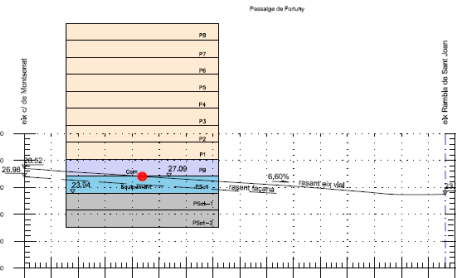 Passatge de Fortuny
P8
P7
P6
P5
P4
P3
P2
P1
PB
Com.
27.09
Equipament
23.94
26.98
6,60%
rasant eix vial
rasant façana
PSot-1
PSot-2
eix c/ de Montserrat
eix Rambla de Sant Joan